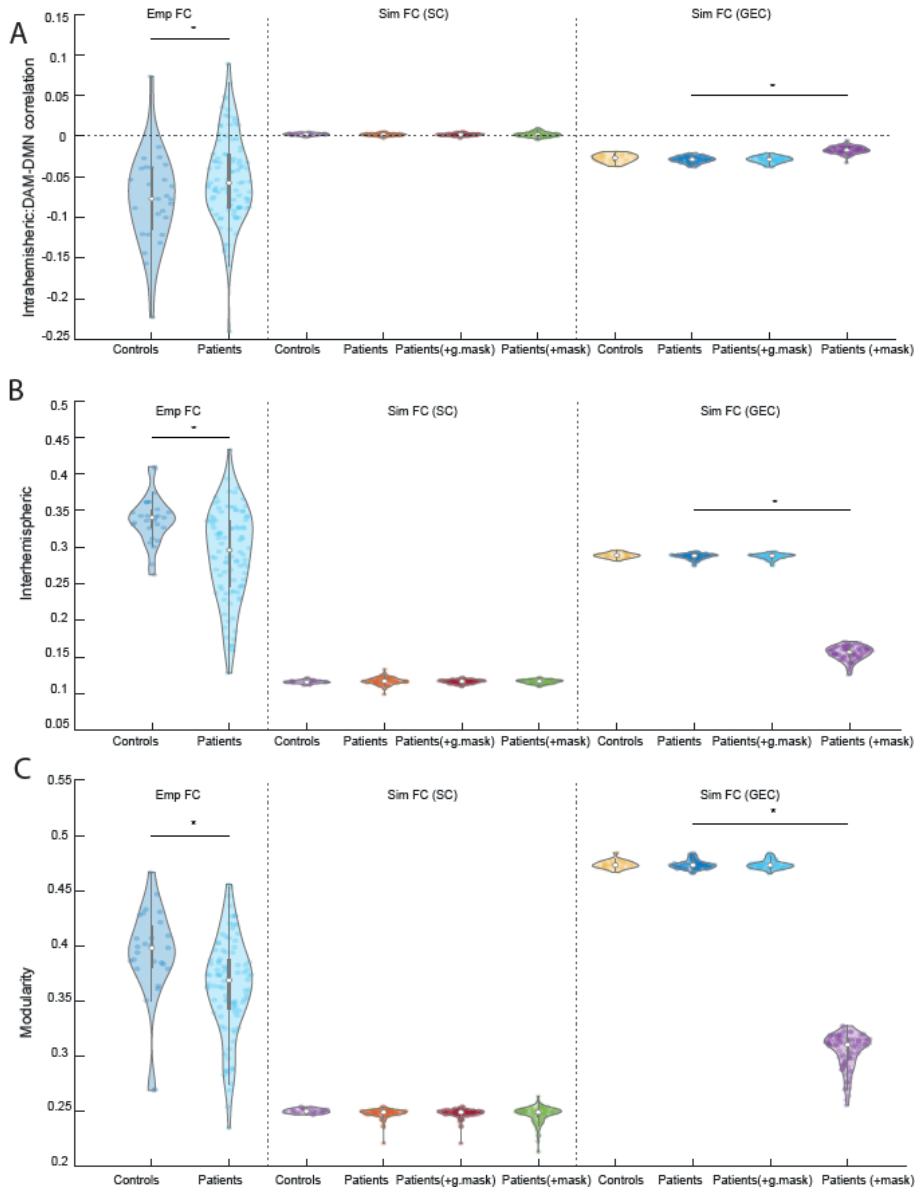 A
Emp FC Sim FC (SC) Sim FC (GEC)
Intrahemisheric:DAM-DMN correlation
0.15
0.1
0.05
0
-0.05
-0.1
-0.15
-0.2
-0.25
Controls Patients Controls Patients Patients(+g.mask) Patients(+mask) Controls Patients Patients(+g.mask) Patients (+mask)
B
Emp FC Sim FC (SC) Sim FC (GEC)
Interhemispheric
0.5
0.45
0.4
0.35
0.3
0.25
0.2
0.15
0.1
0.05
Controls Patients Controls Patients Patients(+g.mask) Patients(+mask) Controls Patients Patients(+g.mask) Patients (+mask)
C
Emp FC Sim FC (SC) Sim FC (GEC)
* *
Modularity
0.55
0.5
0.45
0.4
0.35
0.3
0.25
0.2
Controls Patients Controls Patients Patients(+g.mask) Patients(+mask) Controls Patients Patients(+g.mask) Patients (+mask)